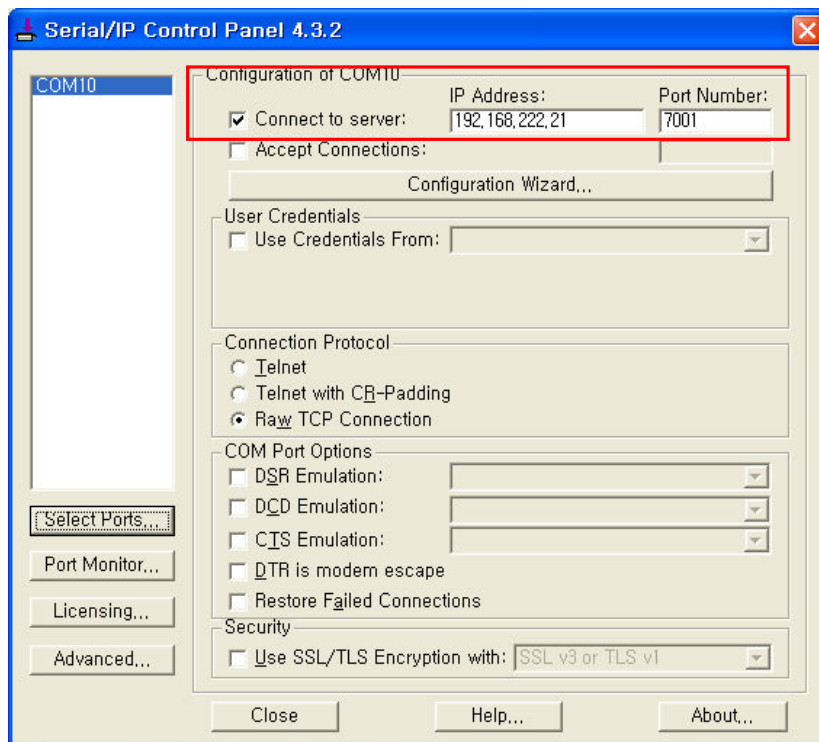 Serial/IP Control Panel 4.3.2
COM10
Configuration of COM10
IP Address: Port Number:
Connect to server: 192,168,222,21 7001
Accept Connections:
Configuration Wizard...
User Credentials
Use Credentials From:
Connection Protocol
Telnet
Telnet with CR-Padding
Raw TCP Connection
COM Port Options
DSR Emulation:
DCD Emulation:
CTS Emulation:
DTR is modem escape
Restore Failed Connections
Security
Use SSL/TLS Encryption with: SSL v3 or TLS v1
Select Ports...
Port Monitor...
Licensing...
Advanced...
Close Help... About...